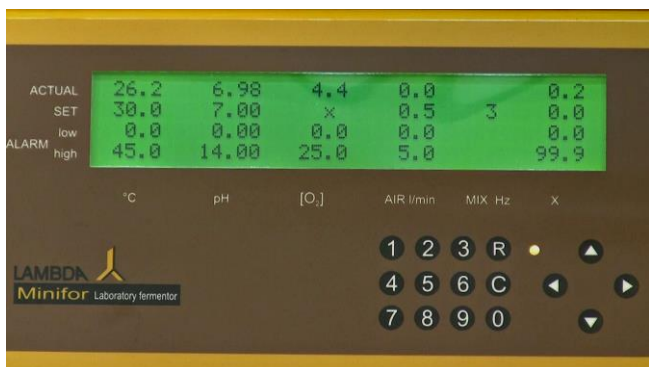 ACTUAL 26.2 6.98 4.4 0.0 0.2
SET 30.0 7.00 x 0.5 3 0.0
ALARM
low 0.0 0.00 0.0 0.0 0.0
high 45.0 14.00 25.0 5.0 99.9
°C pH [O₂] AIR l/min MIX Hz X
1 2 3 R
4 5 6 C
7 8 9 0
LAMBDA
Minifor Laboratory fermentor